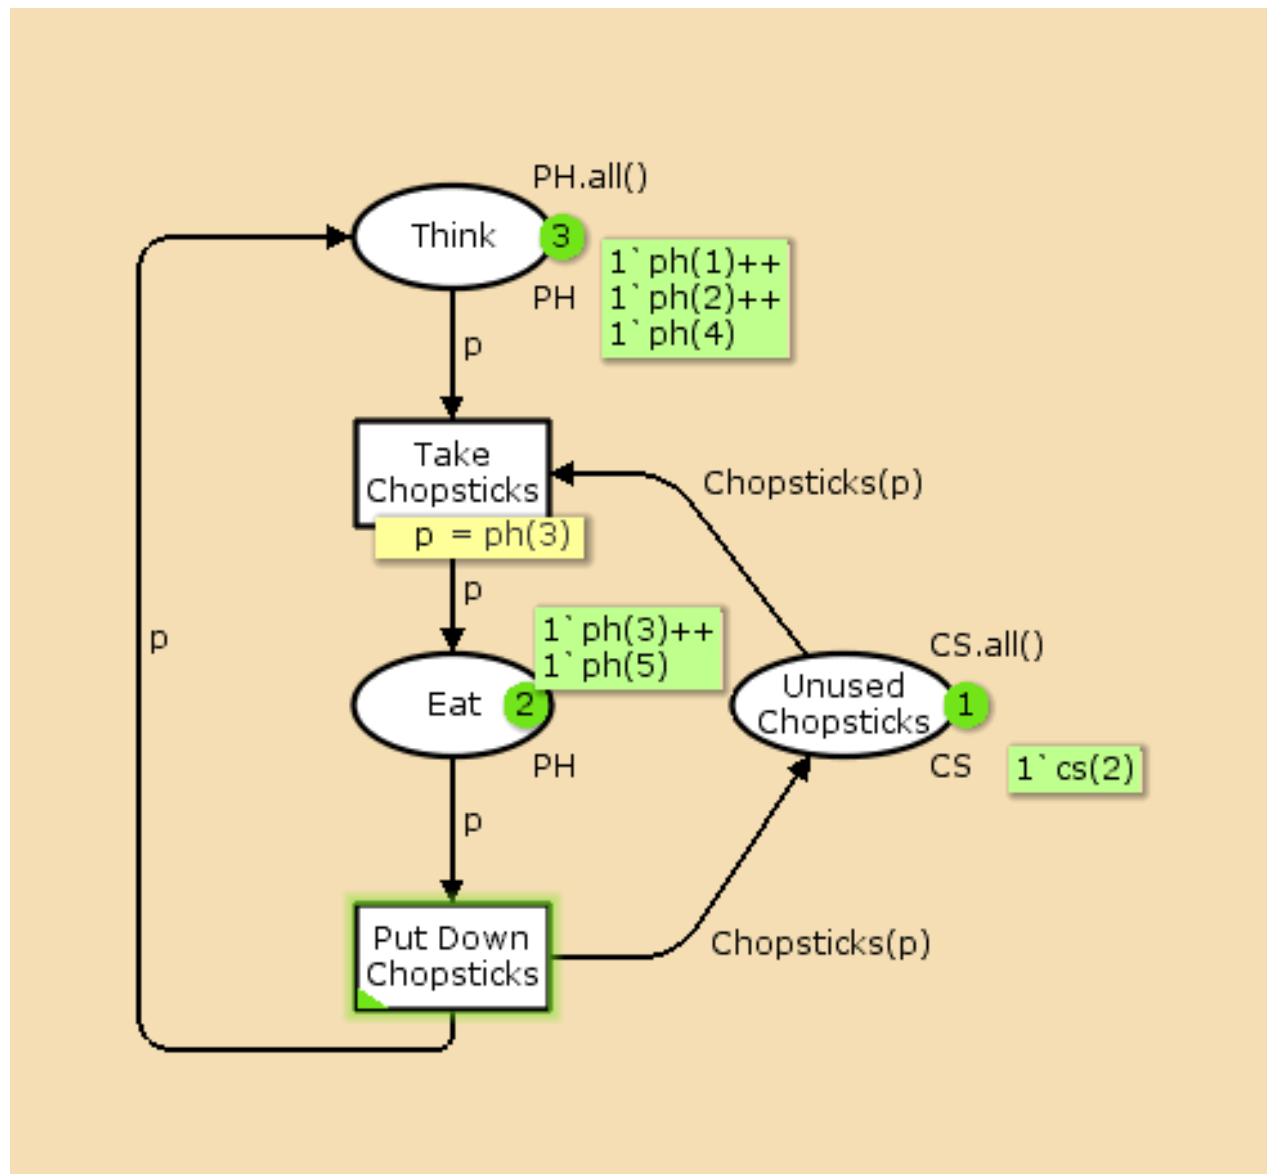 PH.all()
Think
3
1`ph(1)++
1`ph(2)++
1`ph(4)
PH
p
Take
Chopsticks
Chopsticks(p)
p = ph(3)
p
p
1`ph(3)++
1`ph(5)
Eat
2
PH
CS.all()
Unused
Chopsticks
1
CS
1`cs(2)
p
Put Down
Chopsticks
Chopsticks(p)